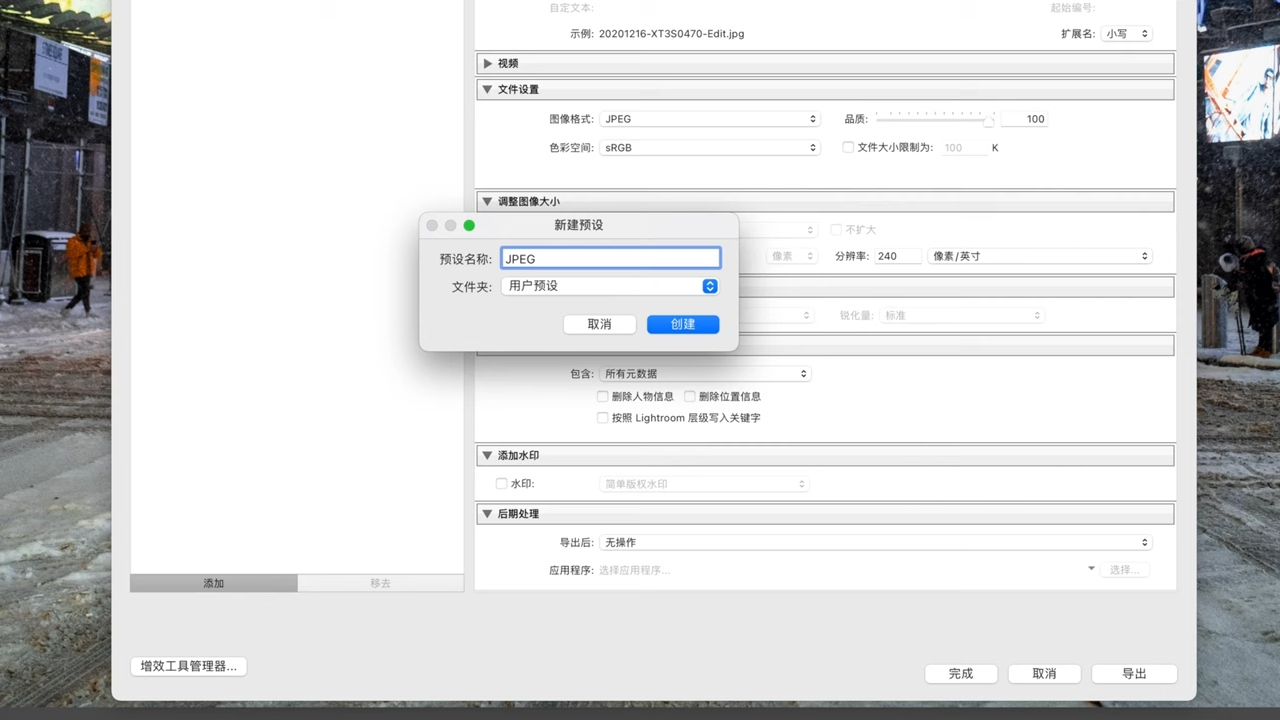 自定文本:
起始编号:
示例: 20201216-XT3S0470-Edit.jpg
扩展名: 小写
视频
文件设置
图像格式: JPEG
品质: 100
色彩空间: sRGB
文件大小限制为: 100 K
调整图像大小
新建预设
不扩大
预设名称: JPEG
像素
分辨率: 240 像素/英寸
文件夹: 用户预设
锐化量: 标准
取消
创建
包含: 所有元数据
删除人物信息
删除位置信息
按照 Lightroom 层级写入关键字
添加水印
水印: 简单版权水印
后期处理
导出后: 无操作
应用程序: 选择应用程序...
选择...
添加
移去
增效工具管理器...
完成
取消
导出